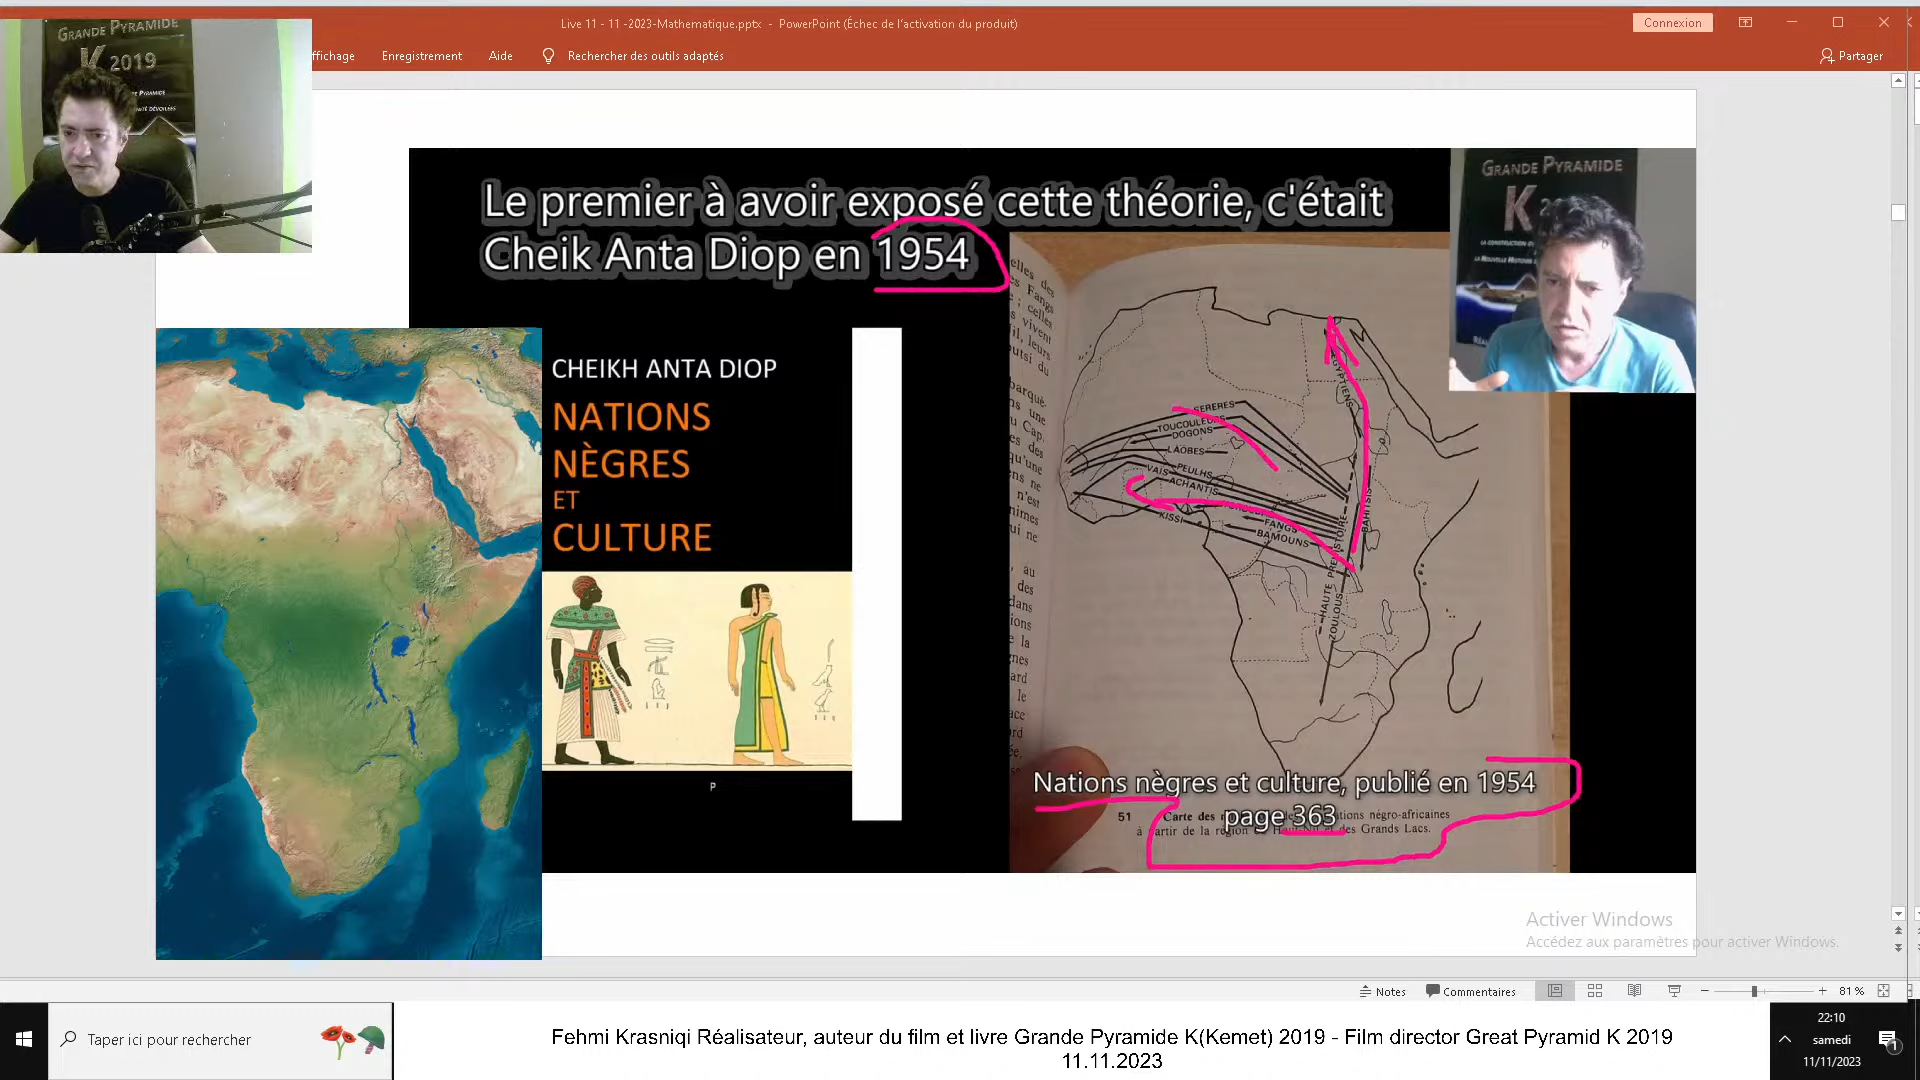 Live 11 - 11 -2023-Mathematique.pptx - PowerPoint (Échec de l'activation du produit)
Connexion
ffichage
Enregistrement
Aide
Rechercher des outils adaptés
Partager
GRANDE PYRAMIDE
K 2019
Le premier à avoir exposé cette théorie, c'était
Cheik Anta Diop en 1954
GRANDE PYRAMIDE
CHEIKH ANTA DIOP
NATIONS
NÈGRES
ET
CULTURE
P
EGYPTIENS
SERERES
TOUCOULEURS
DOGONS
LAOBES
PEULHS
VAIS
ACHANTIS
KISSI
FANGS
BAMOUNS
BAHUTSIS
ZOULOUS
Nations nègres et culture, publié en 1954
page 363
51 Carte des
négro-africaines
à partir de la région
des Grands Lacs.
Activer Windows
Accédez aux paramètres pour activer Windows.
Notes
Commentaires
81 %
Taper ici pour rechercher
Fehmi Krasniqi Réalisateur, auteur du film et livre Grande Pyramide K(Kemet) 2019 - Film director Great Pyramid K 2019
11.11.2023
22:10
samedi
11/11/2023
1